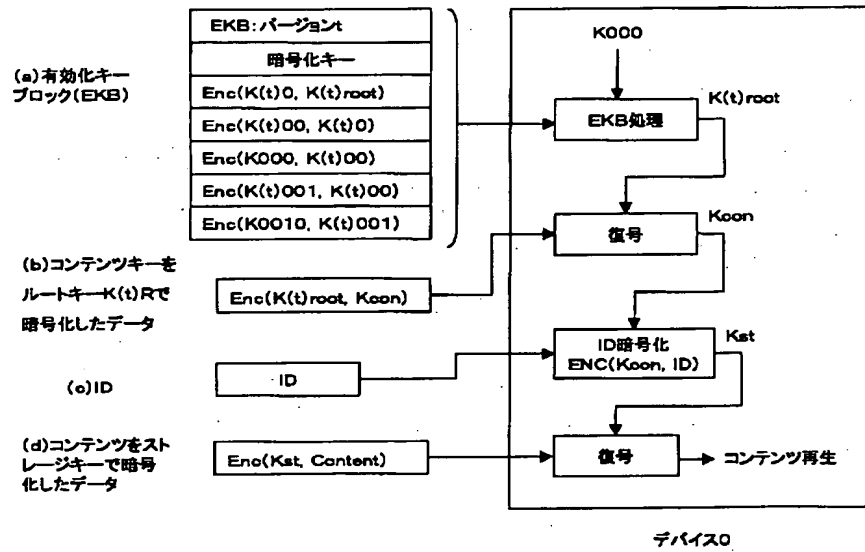 (a)有効化キー
ブロック(EKB)
EKB:バージョンt
暗号化キー
Enc(K(t)0, K(t)root)
Enc(K(t)00, K(t)0)
Enc(K000, K(t)00)
Enc(K(t)001, K(t)00)
Enc(K0010, K(t)001)
(b)コンテンツキーを
ルートキーK(t)Rで
暗号化したデータ
Enc(K(t)root, Kcon)
(c)ID
ID
(d)コンテンツをスト
レージキーで暗号
化したデータ
Enc(Kst, Content)
K000
EKB処理
K(t)root
復号
Kcon
ID暗号化
ENC(Kcon, ID)
Kst
復号
コンテンツ再生
デバイス0